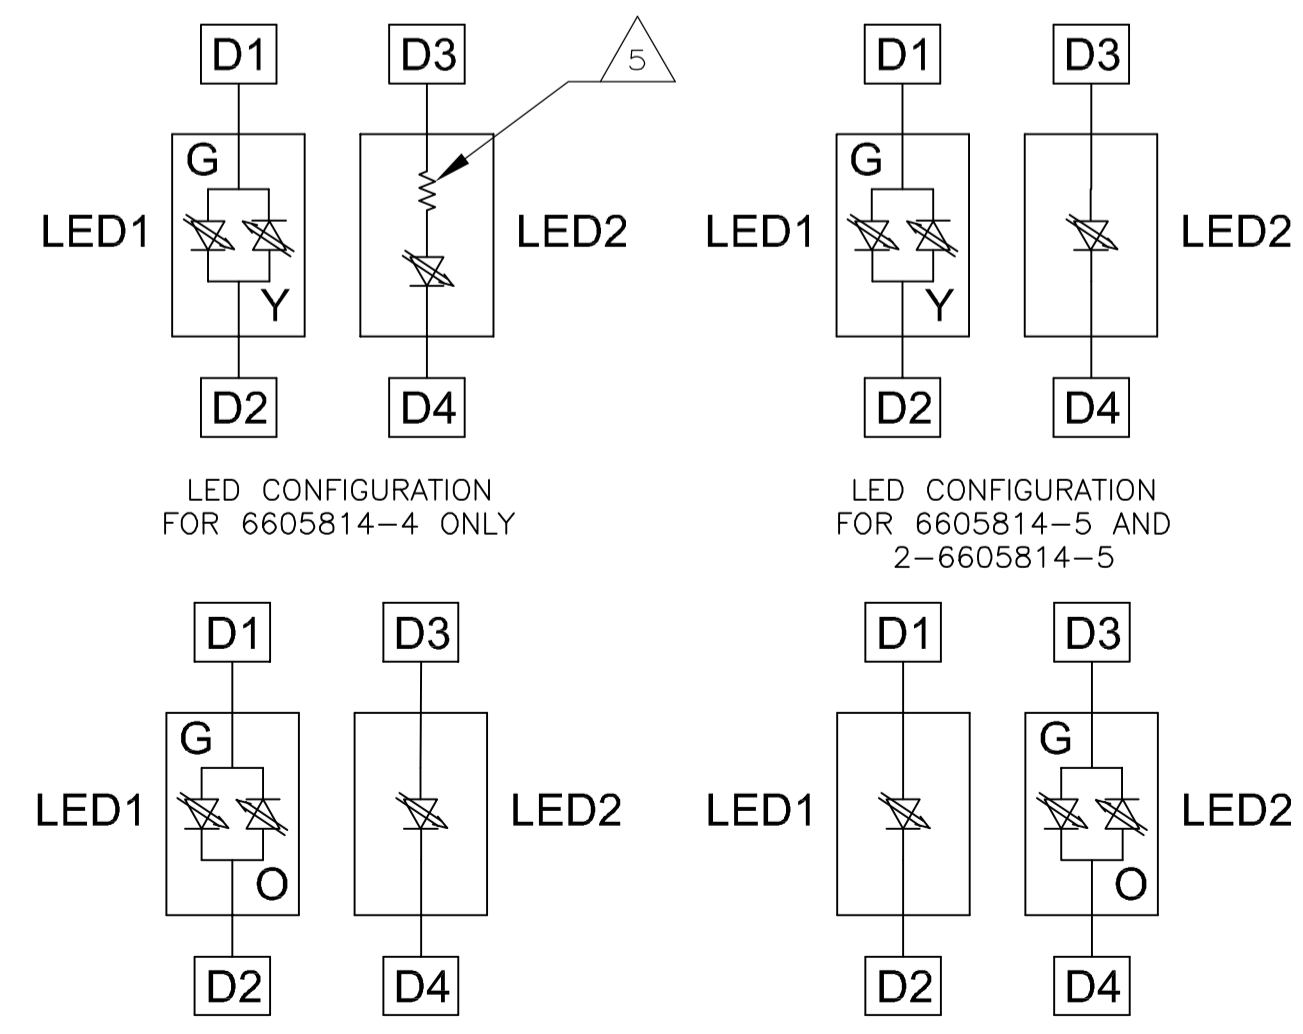 D1 D3 5
G
LED1 LED2
Y
D2 D4
LED CONFIGURATION
FOR 6605814-4 ONLY
D1 D3
G
LED1 LED2
Y
D2 D4
LED CONFIGURATION
FOR 6605814-5 AND
2-6605814-5
D1 D3
G
LED1 LED2
O
D2 D4
D1 D3
G
LED1 LED2
O
D2 D4